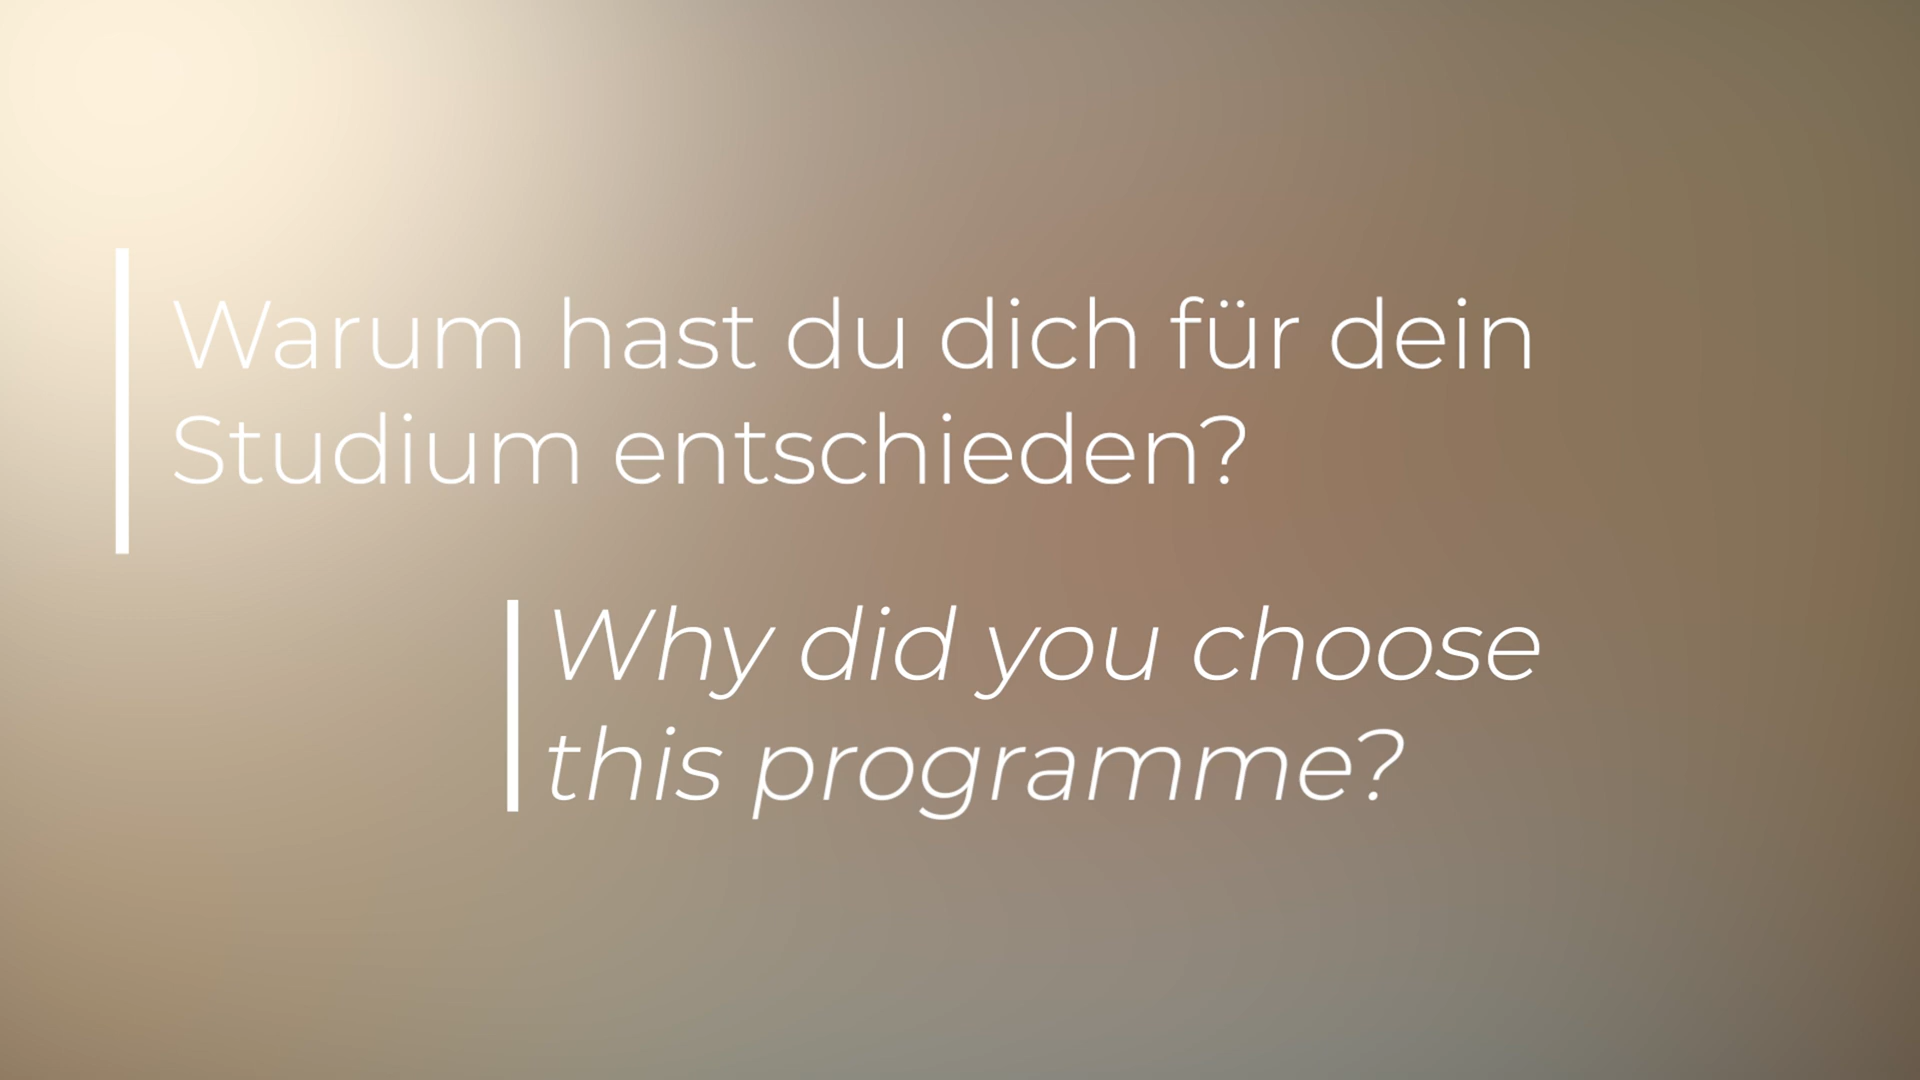 Warum hast du dich für dein
Studium entschieden?
Why did you choose
this programme?